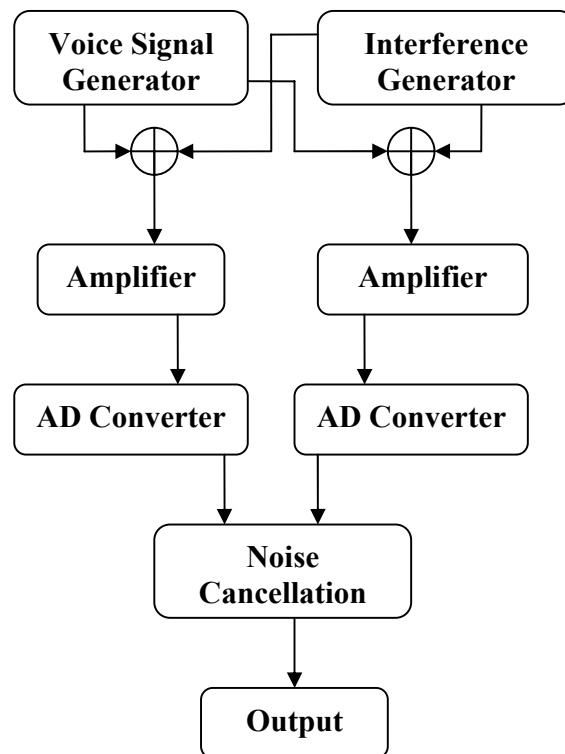 Voice Signal
Generator
Interference
Generator
Amplifier
Amplifier
AD Converter
AD Converter
Noise
Cancellation
Output